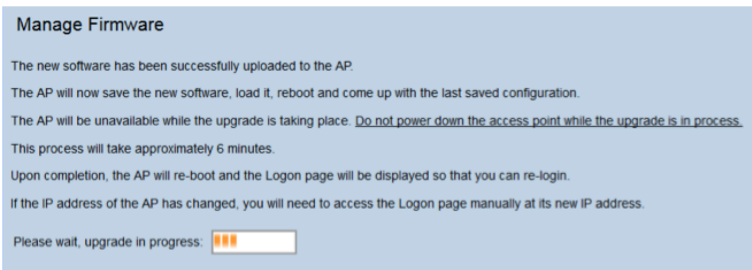 Manage Firmware
The new software has been successfully uploaded to the AP.
The AP will now save the new software, load it, reboot and come up with the last saved configuration.
The AP will be unavailable while the upgrade is taking place. Do not power down the access point while the upgrade is in process.
This process will take approximately 6 minutes.
Upon completion, the AP will re-boot and the Logon page will be displayed so that you can re-login.
If the IP address of the AP has changed, you will need to access the Logon page manually at its new IP address.
Please wait, upgrade in progress: